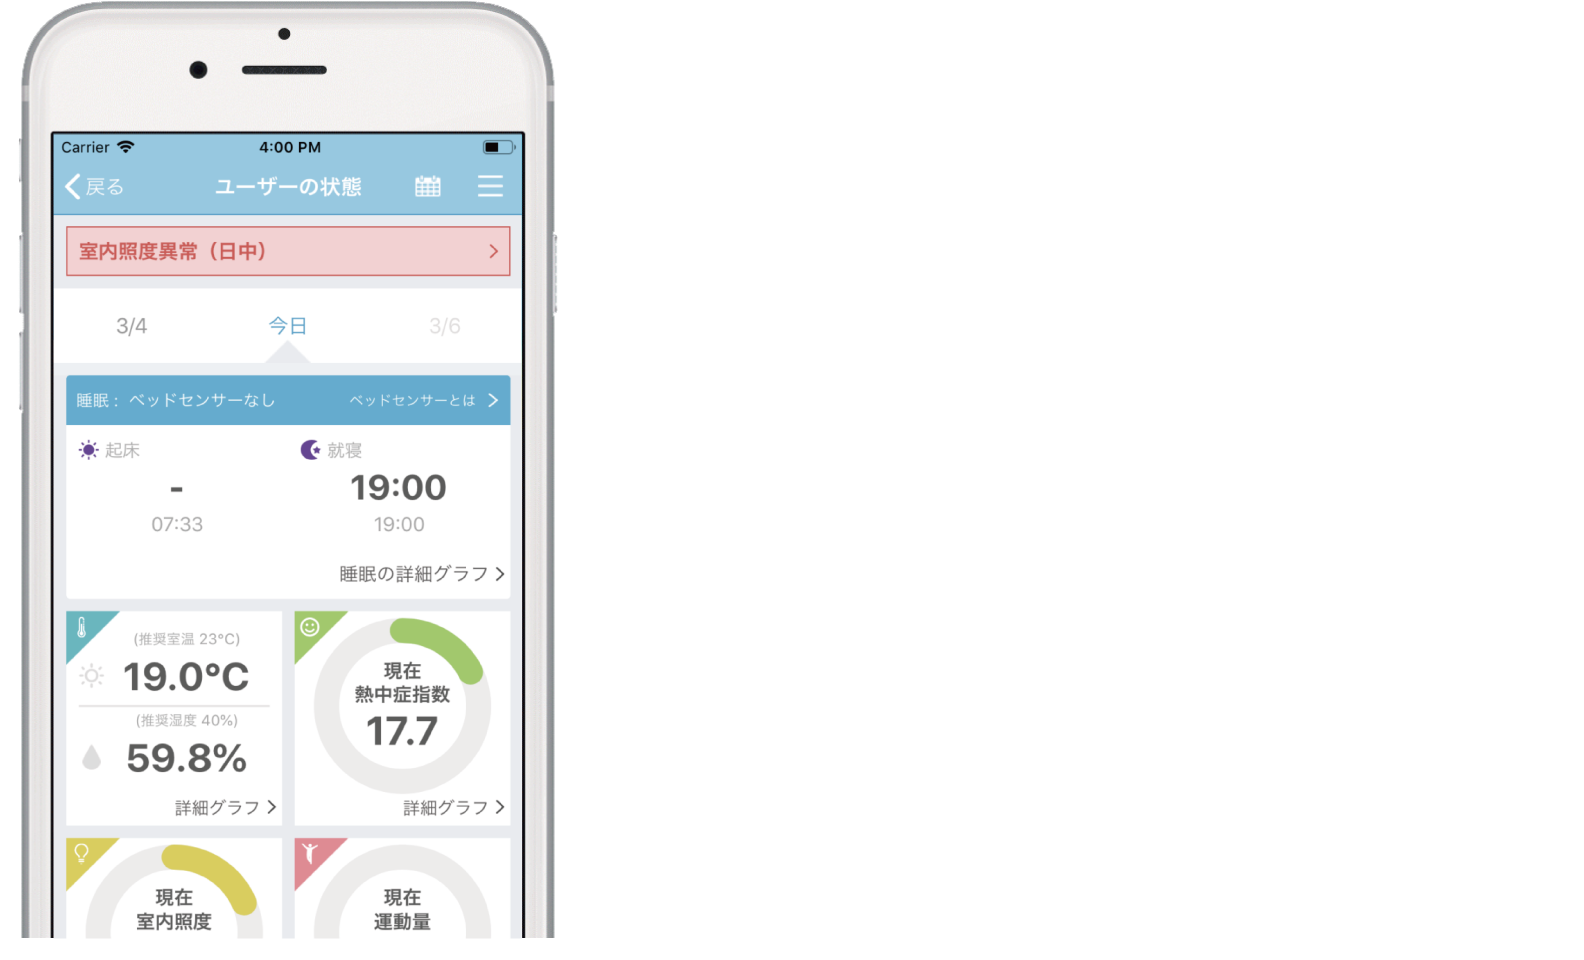 Carrier 4:00 PM
戻る ユーザーの状態
室内照度異常（日中）
3/4 今日 3/6
睡眠： ベッドセンサーなし ベッドセンサーとは
起床 就寝
- 19:00
07:33 19:00
睡眠の詳細グラフ
(推奨室温 23°C)
19.0°C
(推奨湿度 40%)
59.8%
詳細グラフ
現在
熱中症指数
17.7
詳細グラフ
現在
室内照度
現在
運動量